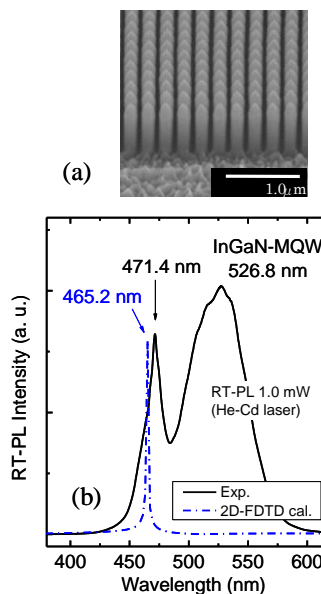 (a)
1.0μm
InGaN-MQW
526.8 nm
471.4 nm
465.2 nm
RT-PL 1.0 mW
(He-Cd laser)
RT-PL Intensity (a. u.)
(b)
Exp.
2D-FDTD cal.
400 450 500 550 600
Wavelength (nm)